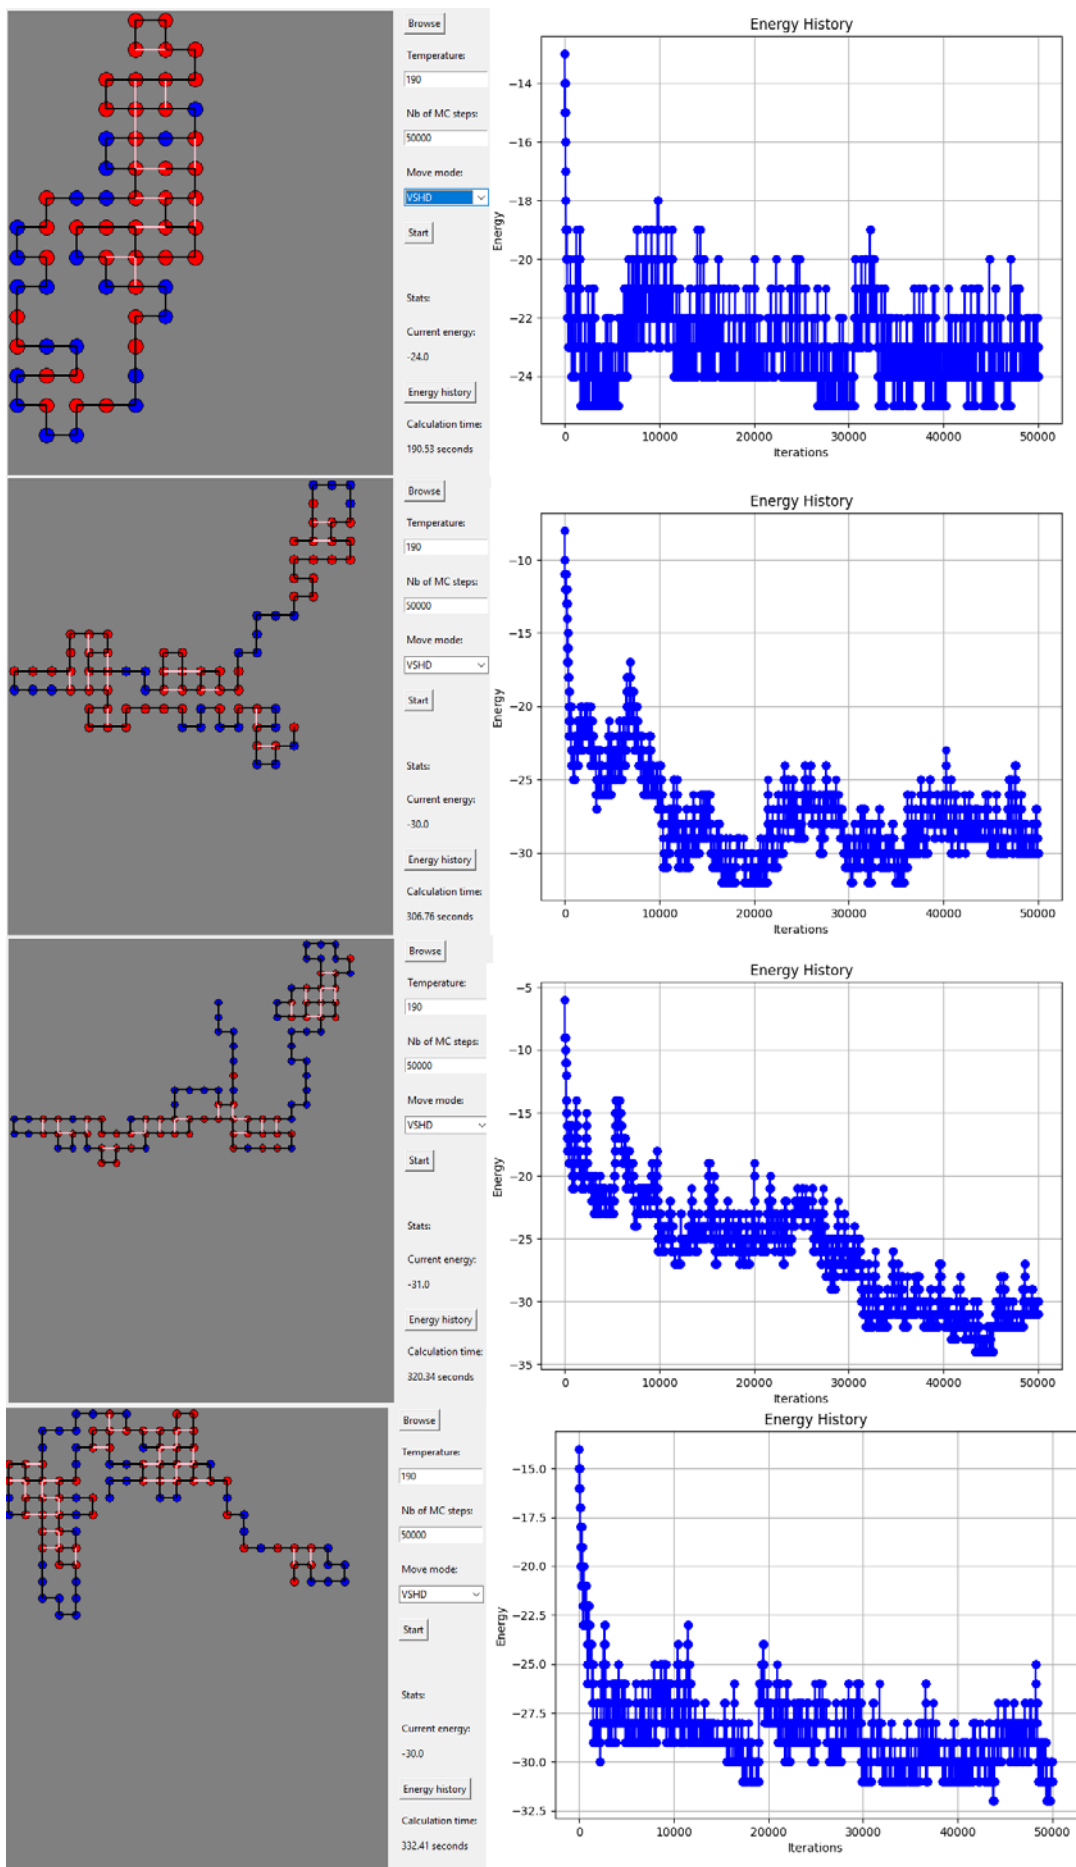 Browse
Temperature:
190
Nb of MC steps:
50000
Move mode:
VSHD
Start
Stats:
Current energy:
-24.0
Energy history
Calculation time:
190.53 seconds
Energy History
Energy
−14
−16
−18
−20
−22
−24
0
10000
20000
30000
40000
50000
Iterations
Browse
Temperature:
190
Nb of MC steps:
50000
Move mode:
VSHD
Start
Stats:
Current energy:
-30.0
Energy history
Calculation time:
306.76 seconds
Energy History
Energy
−10
−15
−20
−25
−30
0
10000
20000
30000
40000
50000
Iterations
Browse
Temperature:
190
Nb of MC steps:
50000
Move mode:
VSHD
Start
Stats:
Current energy:
-31.0
Energy history
Calculation time:
320.34 seconds
Energy History
Energy
−5
−10
−15
−20
−25
−30
−35
0
10000
20000
30000
40000
50000
Iterations
Browse
Temperature:
190
Nb of MC steps:
50000
Move mode:
VSHD
Start
Stats:
Current energy:
-30.0
Energy history
Calculation time:
332.41 seconds
Energy History
Energy
−15.0
−17.5
−20.0
−22.5
−25.0
−27.5
−30.0
−32.5
0
10000
20000
30000
40000
50000
Iterations